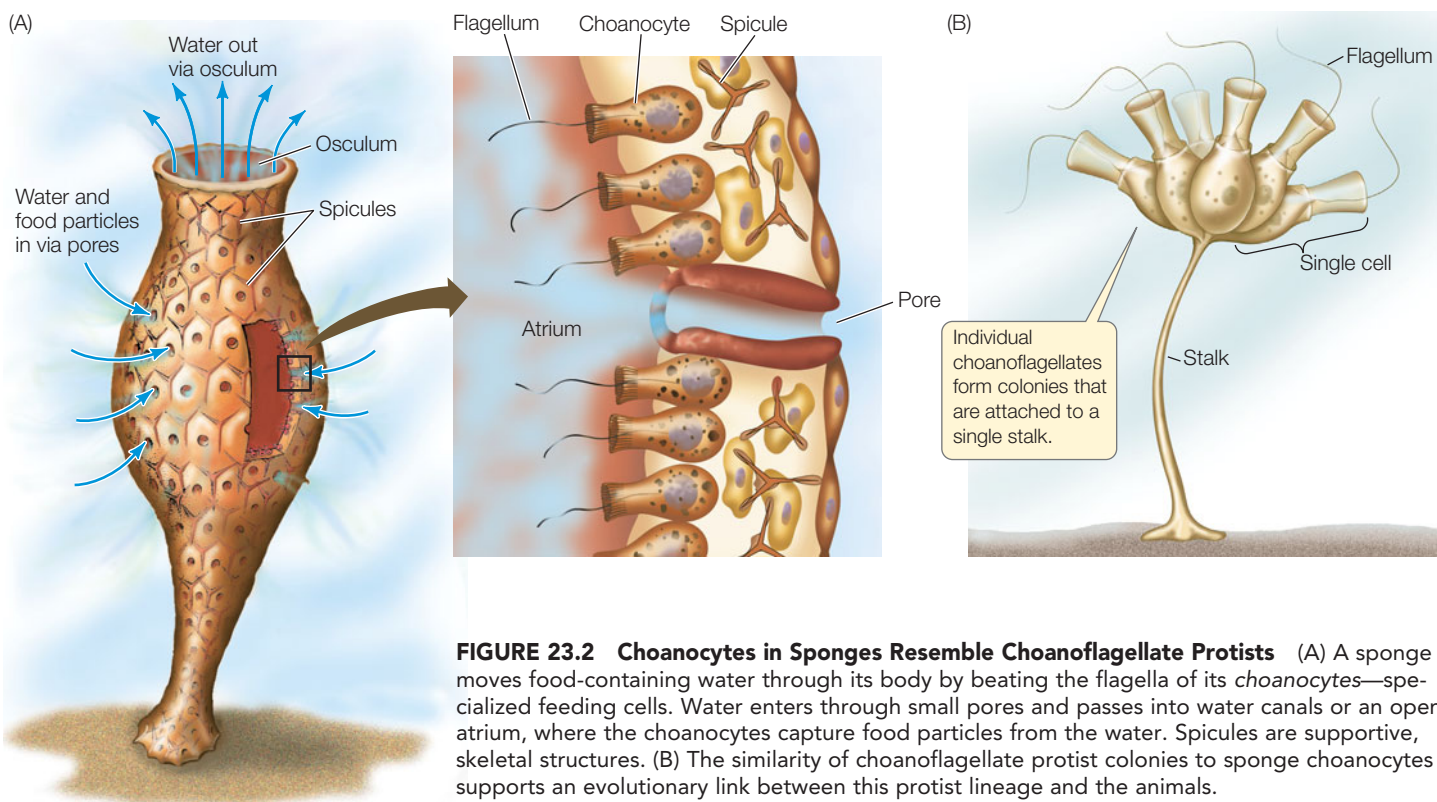 (A)
Water out
via osculum
Osculum
Water and
food particles
in via pores
Spicules
Flagellum
Choanocyte
Spicule
Atrium
Pore
(B)
Flagellum
Single cell
Individual
choanoflagellates
form colonies that
are attached to a
single stalk.
Stalk
FIGURE 23.2 Choanocytes in Sponges Resemble Choanoflagellate Protists (A) A sponge
moves food-containing water through its body by beating the flagella of its choanocytes—spe-
cialized feeding cells. Water enters through small pores and passes into water canals or an oper
atrium, where the choanocytes capture food particles from the water. Spicules are supportive,
skeletal structures. (B) The similarity of choanoflagellate protist colonies to sponge choanocytes
supports an evolutionary link between this protist lineage and the animals.